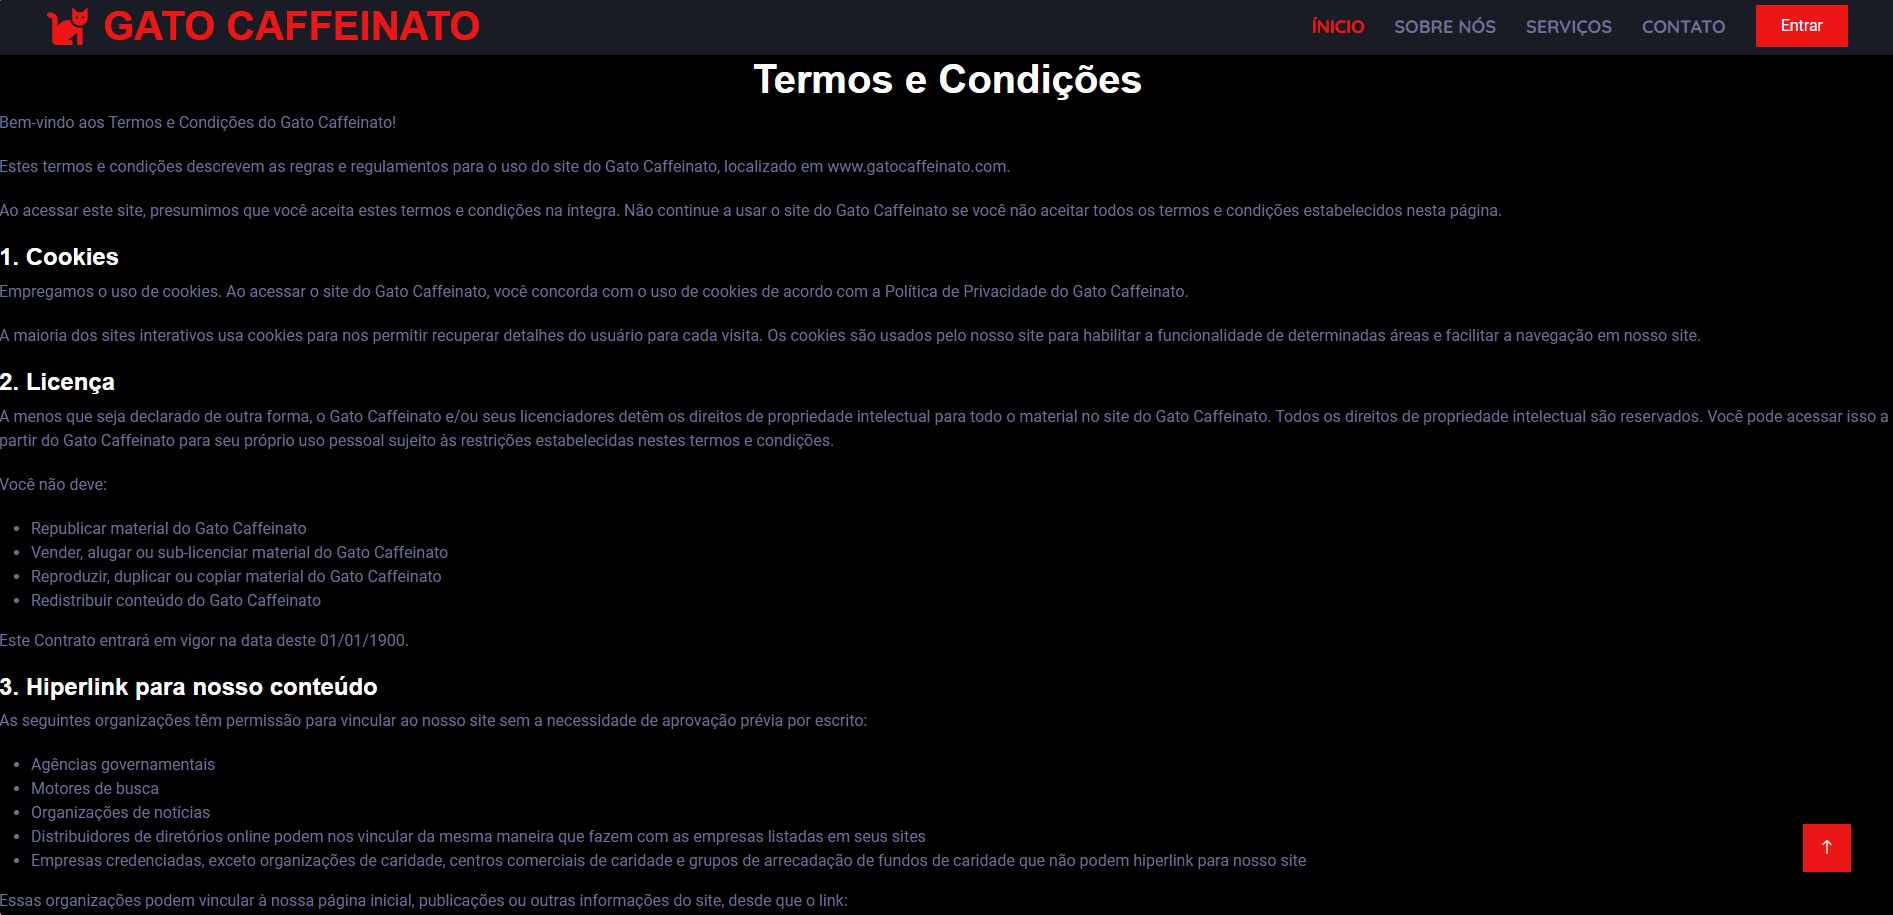 GATO CAFFEINATO
ÍNICIO SOBRE NÓS SERVIÇOS CONTATO Entrar
Termos e Condições
Bem-vindo aos Termos e Condições do Gato Caffeinato!
Estes termos e condições descrevem as regras e regulamentos para o uso do site do Gato Caffeinato, localizado em www.gatocaffeinato.com.
Ao acessar este site, presumimos que você aceita estes termos e condições na íntegra. Não continue a usar o site do Gato Caffeinato se você não aceitar todos os termos e condições estabelecidos nesta página.
1. Cookies
Empregamos o uso de cookies. Ao acessar o site do Gato Caffeinato, você concorda com o uso de cookies de acordo com a Política de Privacidade do Gato Caffeinato.
A maioria dos sites interativos usa cookies para nos permitir recuperar detalhes do usuário para cada visita. Os cookies são usados pelo nosso site para habilitar a funcionalidade de determinadas áreas e facilitar a navegação em nosso site.
2. Licença
A menos que seja declarado de outra forma, o Gato Caffeinato e/ou seus licenciadores detêm os direitos de propriedade intelectual para todo o material no site do Gato Caffeinato. Todos os direitos de propriedade intelectual são reservados. Você pode acessar isso a
partir do Gato Caffeinato para seu próprio uso pessoal sujeito às restrições estabelecidas nestes termos e condições.
Você não deve:
• Republicar material do Gato Caffeinato
• Vender, alugar ou sub-licenciar material do Gato Caffeinato
• Reproduzir, duplicar ou copiar material do Gato Caffeinato
• Redistribuir conteúdo do Gato Caffeinato
Este Contrato entrará em vigor na data deste 01/01/1900.
3. Hiperlink para nosso conteúdo
As seguintes organizações têm permissão para vincular ao nosso site sem a necessidade de aprovação prévia por escrito:
• Agências governamentais
• Motores de busca
• Organizações de notícias
• Distribuidores de diretórios online podem nos vincular da mesma maneira que fazem com as empresas listadas em seus sites
• Empresas credenciadas, exceto organizações de caridade, centros comerciais de caridade e grupos de arrecadação de fundos de caridade que não podem hiperlink para nosso site
Essas organizações podem vincular à nossa página inicial, publicações ou outras informações do site, desde que o link: